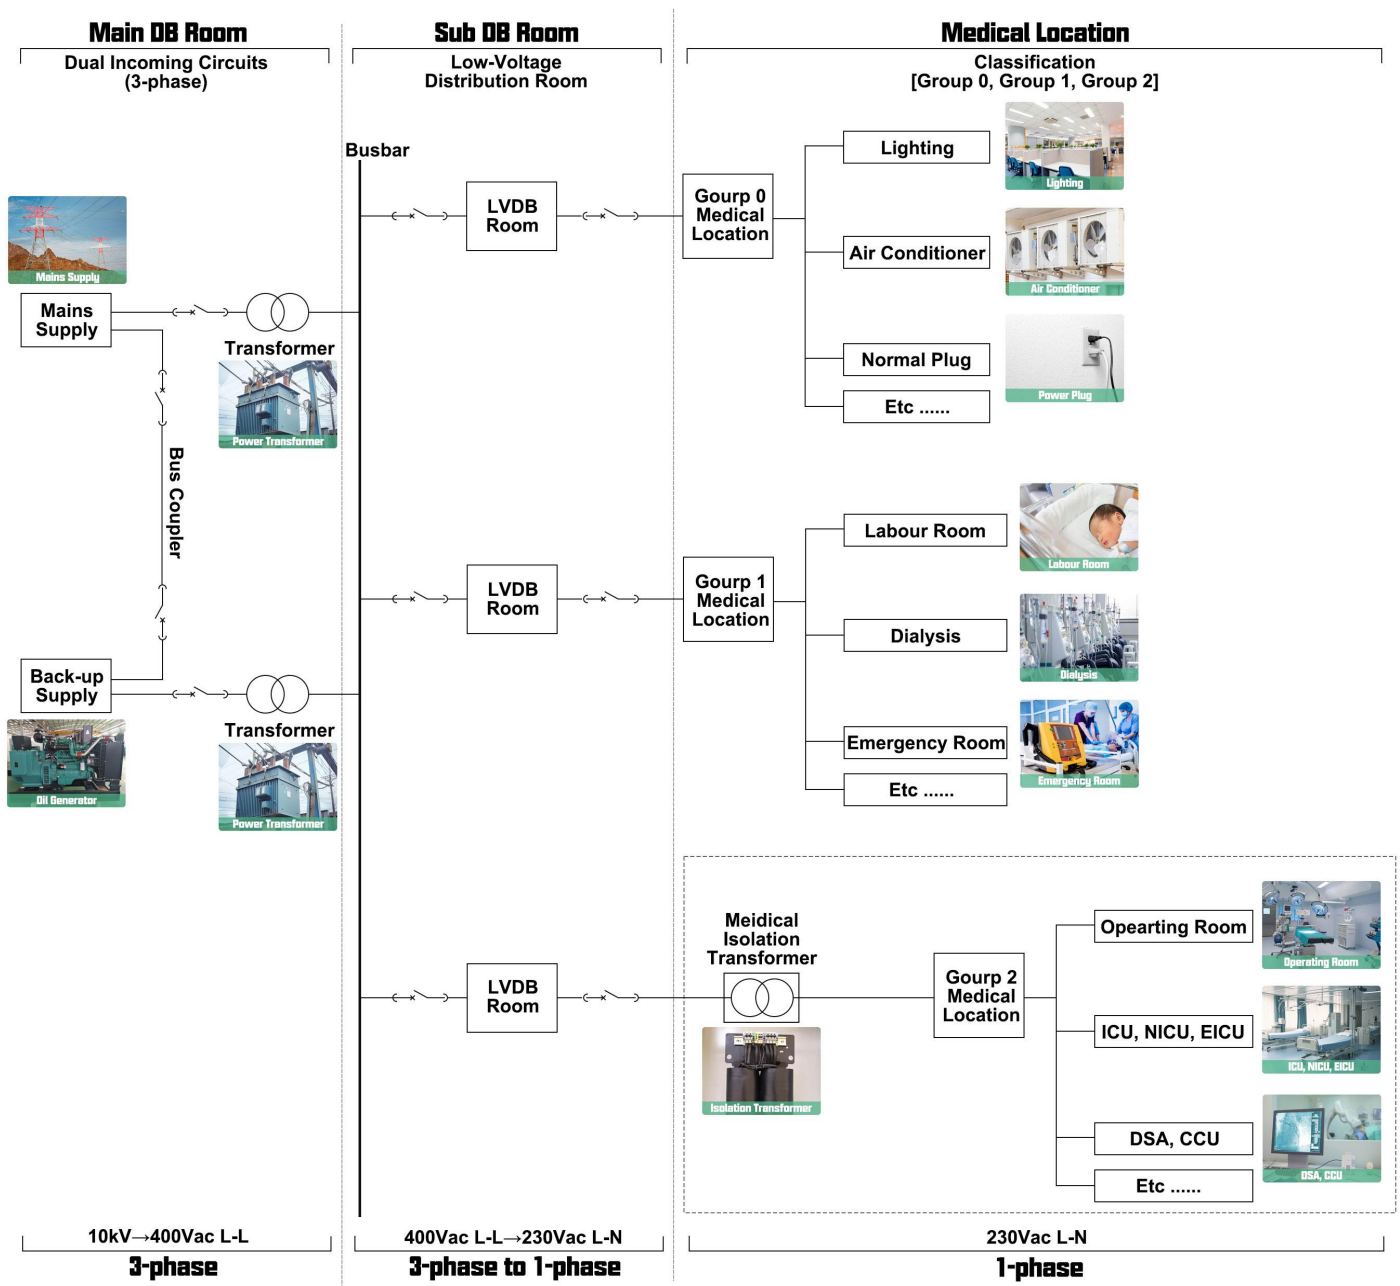 Main DB Room
Dual Incoming Circuits
(3-phase)
Sub DB Room
Low-Voltage
Distribution Room
Medical Location
Classification
[Group 0, Group 1, Group 2]
Busbar
Mains Supply
Mains
Supply
Transformer
Power Transformer
Bus Coupler
Back-up
Supply
Oil Generator
Transformer
Power Transformer
LVDB
Room
Gourp 0
Medical
Location
Lighting
Lighting
Air Conditioner
Air Conditioner
Normal Plug
Power Plug
Etc ......
LVDB
Room
Gourp 1
Medical
Location
Labour Room
Labour Room
Dialysis
Dialysis
Emergency Room
Emergency Room
Etc ......
LVDB
Room
Meidical
Isolation
Transformer
Isolation Transformer
Gourp 2
Medical
Location
Opearting Room
Operating Room
ICU, NICU, EICU
ICU, NICU, EICU
DSA, CCU
DSA, CCU
Etc ......
10kV→400Vac L-L
3-phase
400Vac L-L→230Vac L-N
3-phase to 1-phase
230Vac L-N
1-phase